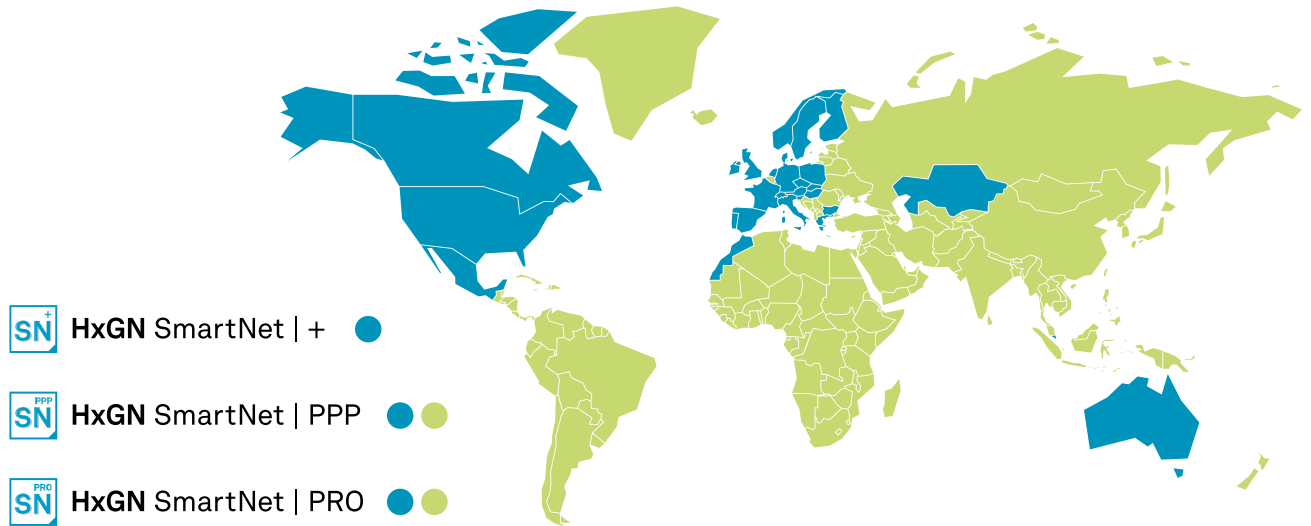 SN+
HxGN SmartNet | +
PPP
SN
HxGN SmartNet | PPP
PRO
SN
HxGN SmartNet | PRO